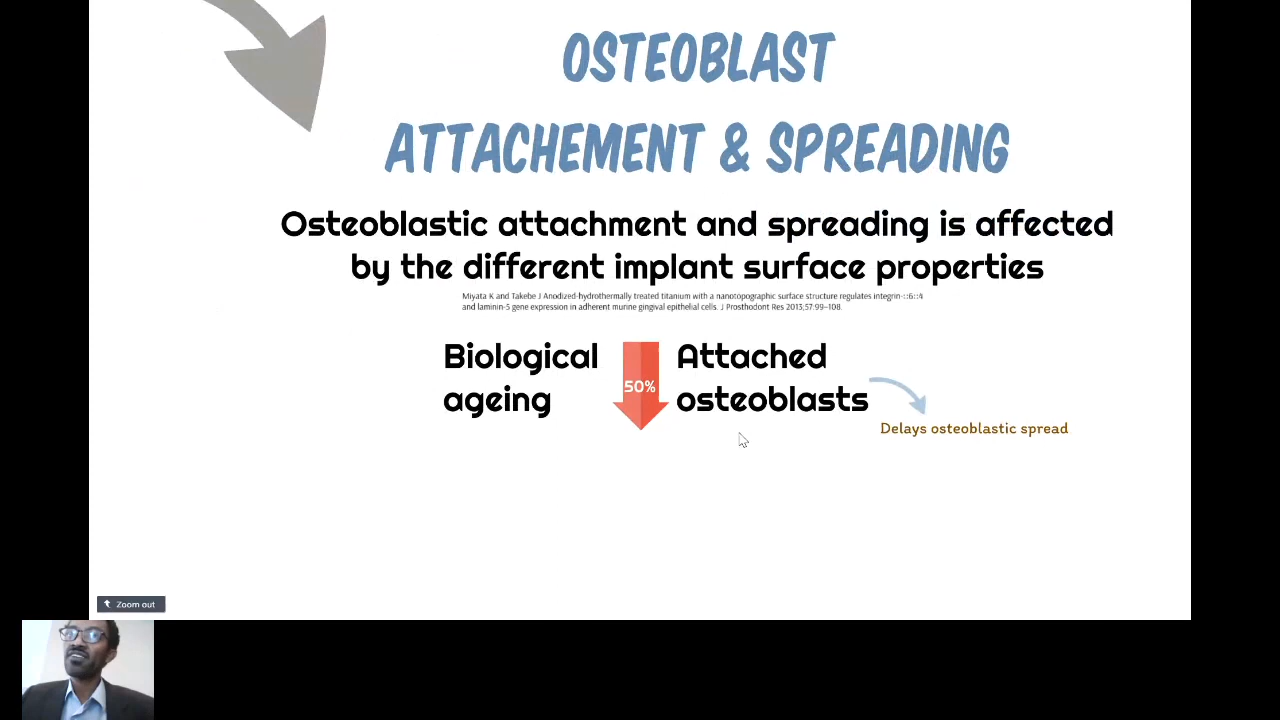 OSTEOBLAST
ATTACHEMENT & SPREADING
Osteoblastic attachment and spreading is affected
by the different implant surface properties
Miyata K and Takebe J Anodized-hydrothermally treated titanium with a nanotopographic surface structure regulates integrin-::6::4
and laminin-5 gene expression in adherent murine gingival epithelial cells. J Prosthodont Res 2013;57:99–108.
Biological
ageing
50%
Attached
osteoblasts
Delays osteoblastic spread
Zoom out